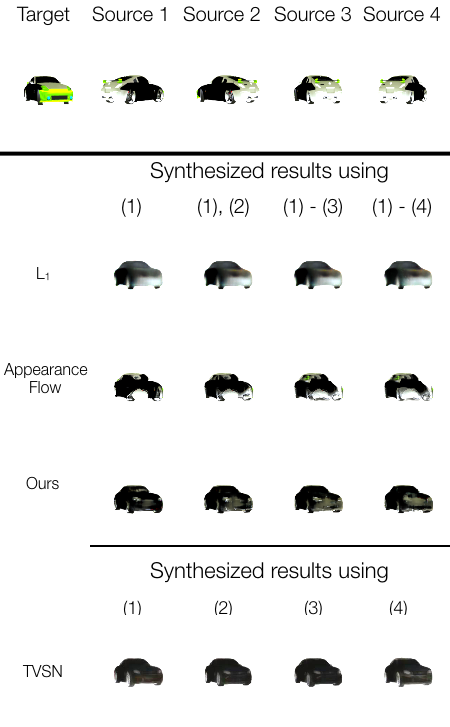 Target Source 1 Source 2 Source 3 Source 4
Synthesized results using
(1) (1), (2) (1) - (3) (1) - (4)
L₁
Appearance
Flow
Ours
Synthesized results using
(1) (2) (3) (4)
TVSN